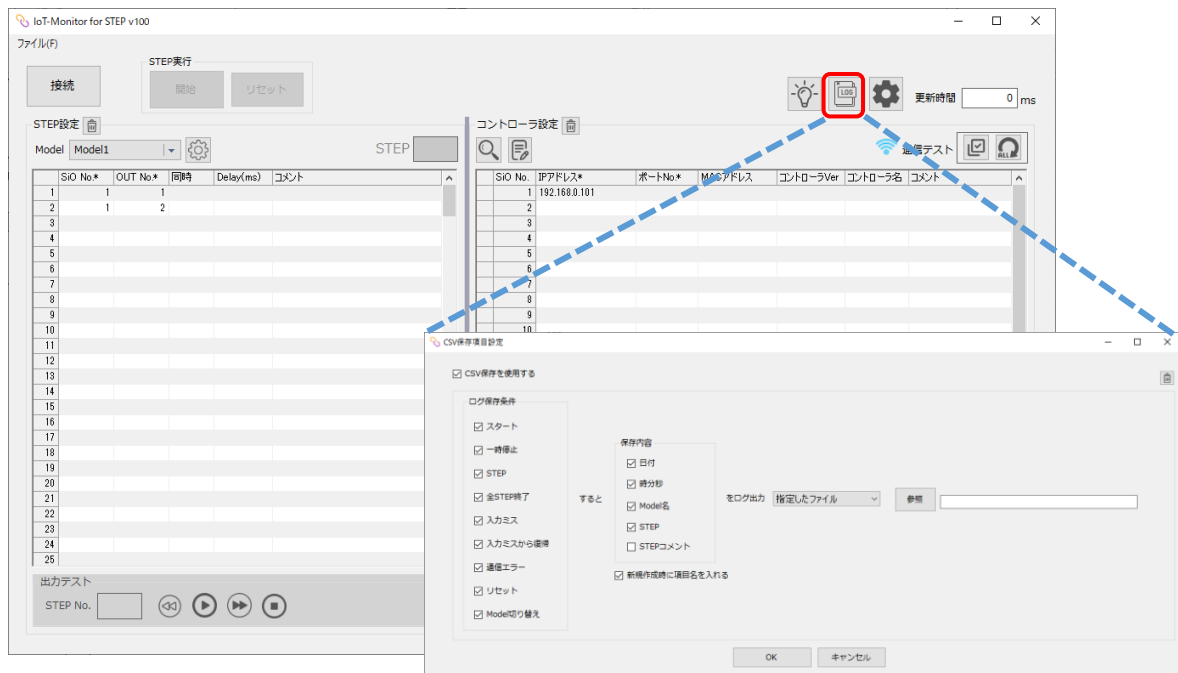 IoT-Monitor for STEP v100
ファイル(F)
接続
STEP実行
開始
リセット
LOG
更新時間 0 ms
STEP設定
Model Model1
STEP
コントローラ設定
通信テスト
ALL
SiO No.* OUT No.* 同時 Delay(ms) コメント
1 1 1
2 1 2
3
4
5
6
7
8
9
10
11
12
13
14
15
16
17
18
19
20
21
22
23
24
25
SiO No. IPアドレス* ポートNo.* MACアドレス コントローラVer コントローラ名 コメント
1 192.168.0.101
2
3
4
5
6
7
8
9
10
出力テスト
STEP No.
CSV保存項目設定
CSV保存を使用する
ログ保存条件
スタート
一時停止
STEP
全STEP終了
入力ミス
入力ミスから復帰
通信エラー
リセット
Model切り替え
すると
保存内容
日付
時分秒
Model名
STEP
STEPコメント
新規作成時に項目名を入れる
をログ出力 指定したファイル 参照
OK キャンセル